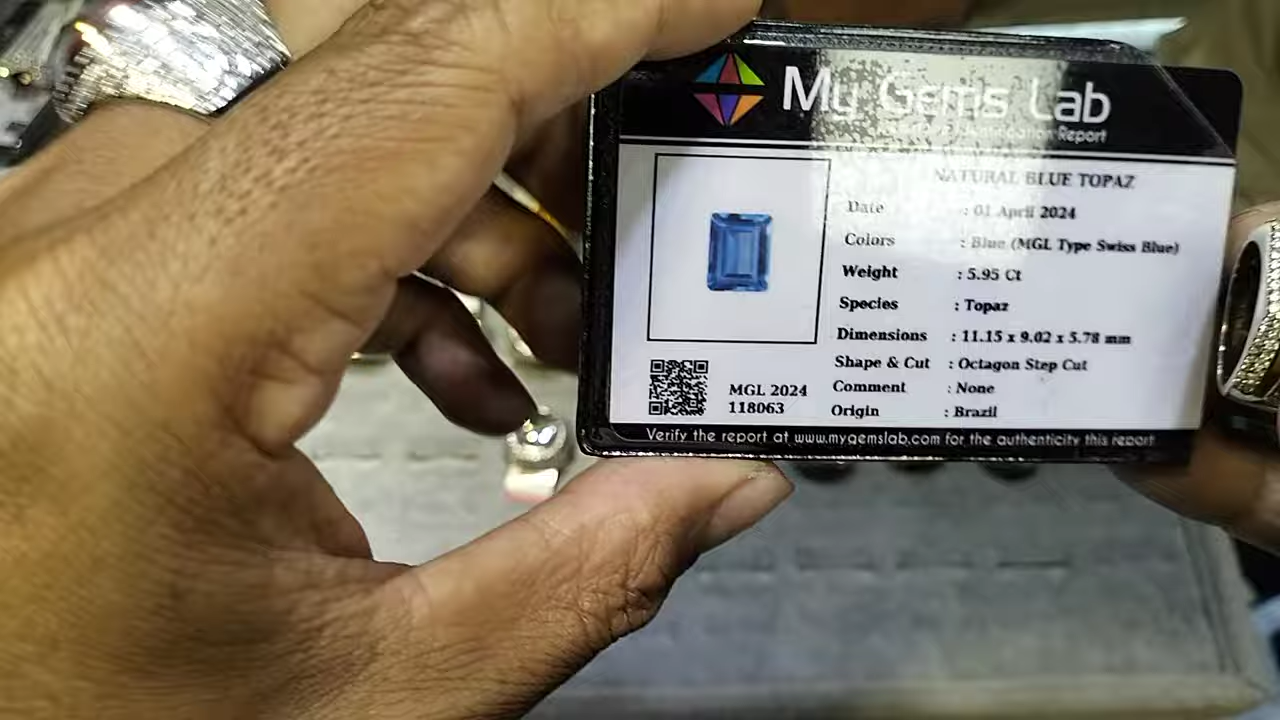 My Gems Lab
Identification Report
NATURAL BLUE TOPAZ
Date : 01 April 2024
Colors : Blue (MGL Type Swiss Blue)
Weight : 5.95 Ct
Species : Topaz
Dimensions : 11.15 x 9.02 x 5.78 mm
Shape & Cut : Octagon Step Cut
Comment : None
Origin : Brazil
MGL 2024
118063
Verify the report at www.mygemslab.com for the authenticity this report